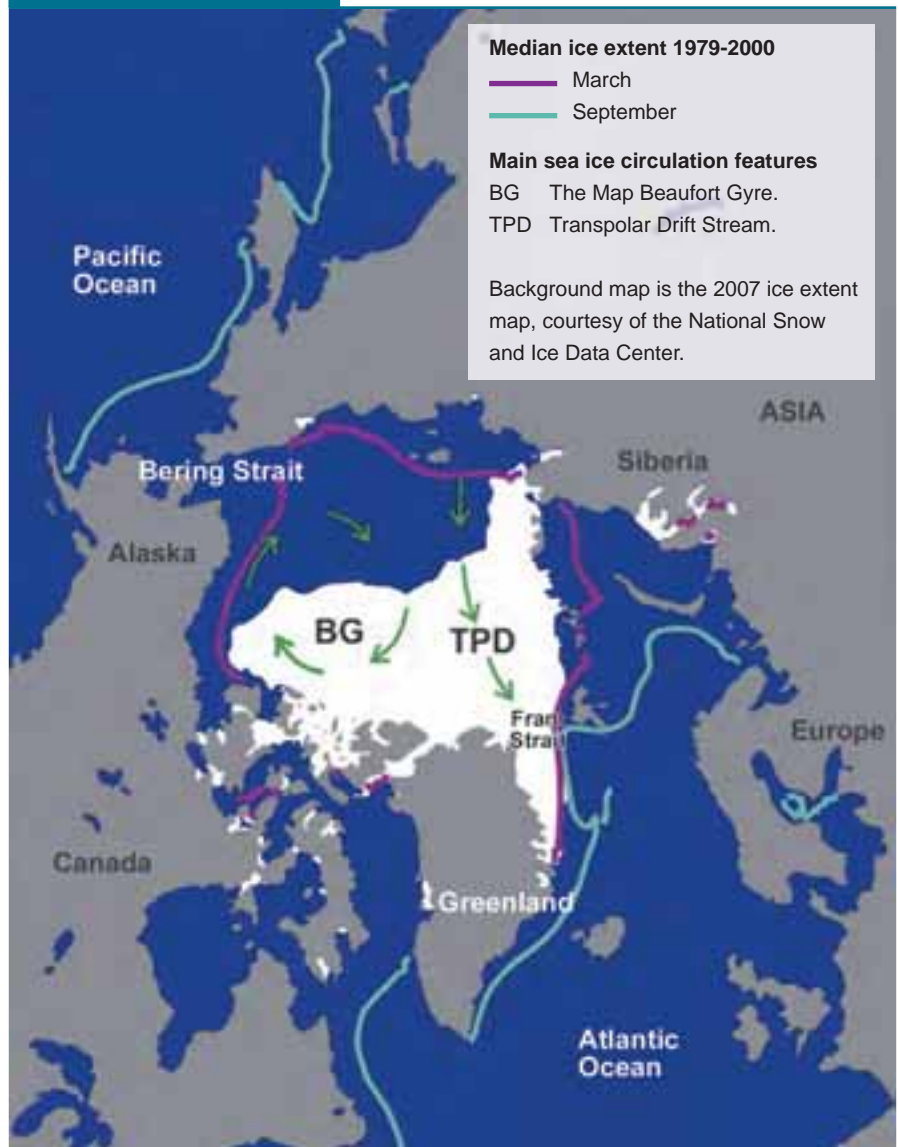 Median ice extent 1979-2000
March
September
Main sea ice circulation features
BG The Map Beaufort Gyre.
TPD Transpolar Drift Stream.
Background map is the 2007 ice extent
map, courtesy of the National Snow
and Ice Data Center.
Pacific
Ocean
ASIA
Bering Strait
Siberia
Alaska
BG
TPD
Fram
Strait
Europe
Canada
Greenland
Atlantic
Ocean